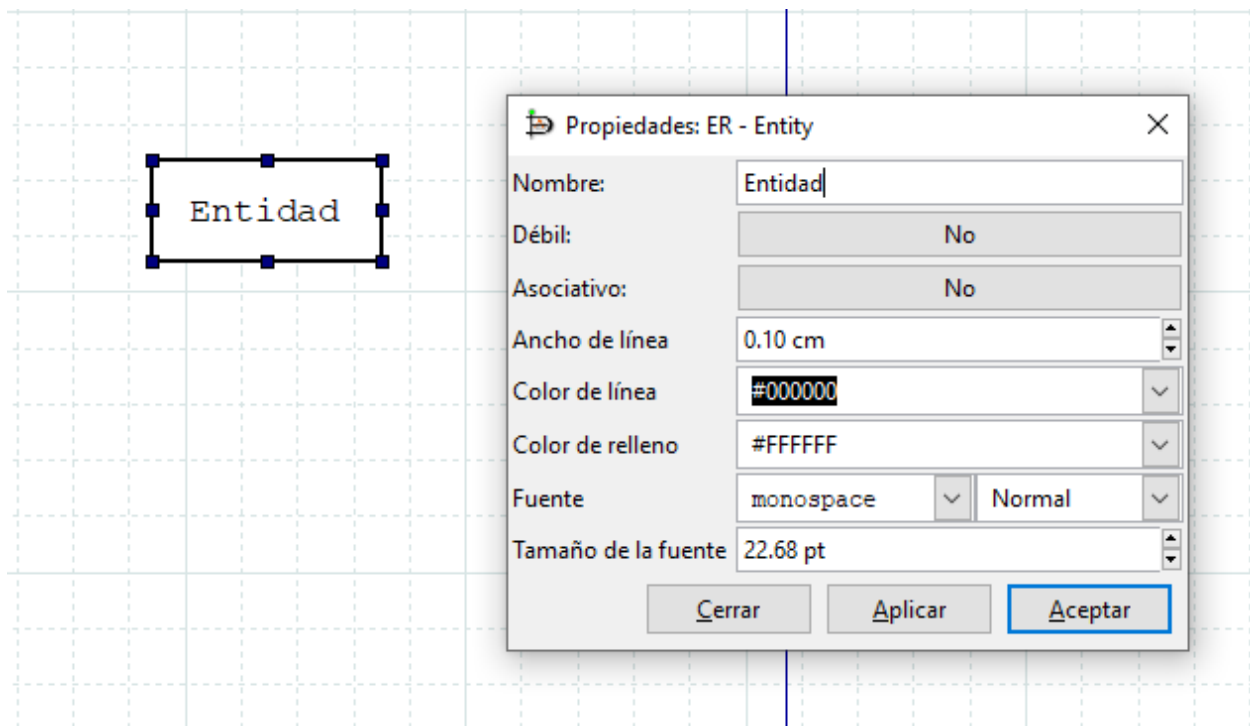 Propiedades: ER - Entity
Entidad
Nombre: Entidad
Débil: No
Asociativo: No
Ancho de línea 0.10 cm
Color de línea #000000
Color de relleno #FFFFFF
Fuente monospace Normal
Tamaño de la fuente 22.68 pt
Cerrar Aplicar Aceptar